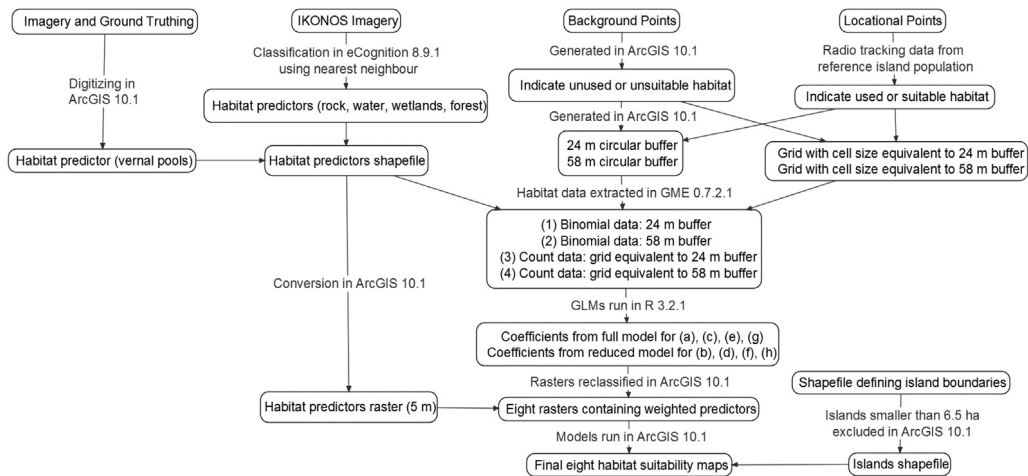 Imagery and Ground Truthing
IKONOS Imagery
Background Points
Locational Points
Classification in eCognition 8.9.1
using nearest neighbour
Generated in ArcGIS 10.1
Radio tracking data from
reference island population
Digitizing in
ArcGIS 10.1
Habitat predictors (rock, water, wetlands, forest)
Indicate unused or unsuitable habitat
Indicate used or suitable habitat
Generated in ArcGIS 10.1
Habitat predictor (vernal pools)
Habitat predictors shapefile
24 m circular buffer
58 m circular buffer
Grid with cell size equivalent to 24 m buffer
Grid with cell size equivalent to 58 m buffer
Habitat data extracted in GME 0.7.2.1
(1) Binomial data: 24 m buffer
(2) Binomial data: 58 m buffer
(3) Count data: grid equivalent to 24 m buffer
(4) Count data: grid equivalent to 58 m buffer
Conversion in ArcGIS 10.1
GLMs run in R 3.2.1
Coefficients from full model for (a), (c), (e), (g)
Coefficients from reduced model for (b), (d), (f), (h)
Rasters reclassified in ArcGIS 10.1
Shapefile defining island boundaries
Habitat predictors raster (5 m)
Eight rasters containing weighted predictors
Islands smaller than 6.5 ha
excluded in ArcGIS 10.1
Models run in ArcGIS 10.1
Final eight habitat suitability maps
Islands shapefile